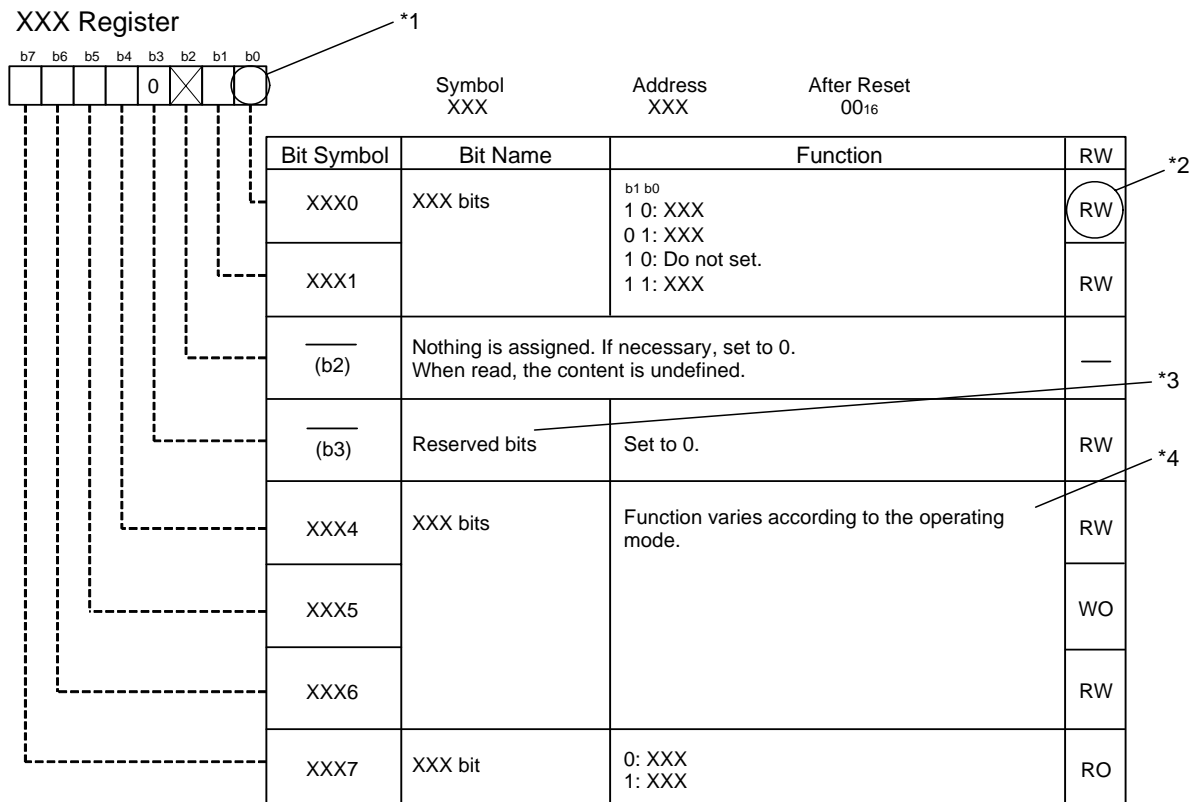 XXX Register
*1
b7 b6 b5 b4 b3 b2 b1 b0
0
Symbol Address After Reset
XXX XXX 0016
Bit Symbol Bit Name Function RW
*2
XXX0 XXX bits b1 b0 RW
1 0: XXX
0 1: XXX
1 0: Do not set.
XXX1 1 1: XXX RW
(b2) Nothing is assigned. If necessary, set to 0. —
When read, the content is undefined.
*3
(b3) Reserved bits Set to 0. RW
*4
XXX4 XXX bits Function varies according to the operating RW
mode.
XXX5 WO
XXX6 RW
XXX7 XXX bit 0: XXX RO
1: XXX